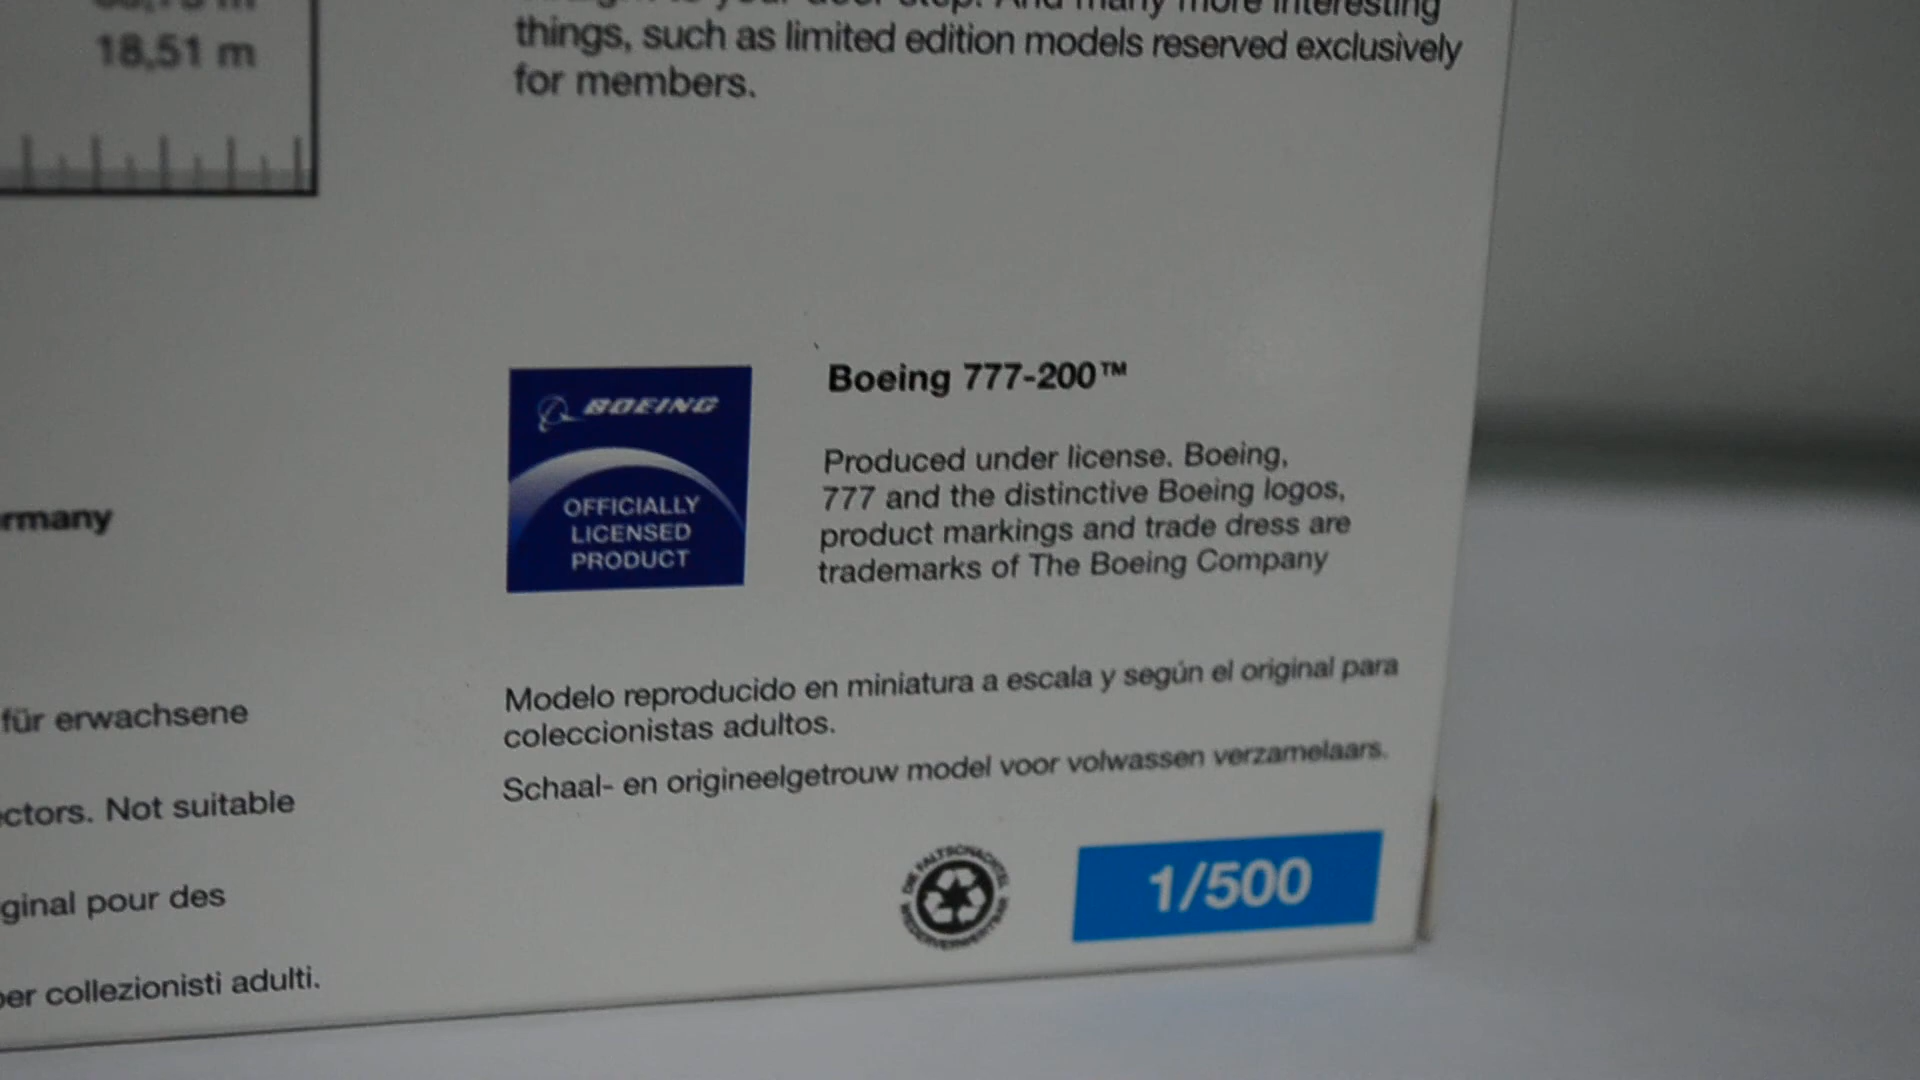 18,51 m
things, such as limited edition models reserved exclusively
for members.
Boeing 777-200™
BOEING
OFFICIALLY
LICENSED
PRODUCT
Produced under license. Boeing,
777 and the distinctive Boeing logos,
product markings and trade dress are
trademarks of The Boeing Company
rmany
für erwachsene
ctors. Not suitable
ginal pour des
per collezionisti adulti.
Modelo reproducido en miniatura a escala y según el original para
coleccionistas adultos.
Schaal- en origineelgetrouw model voor volwassen verzamelaars.
DIE FALTSCHACHTEL
1/500